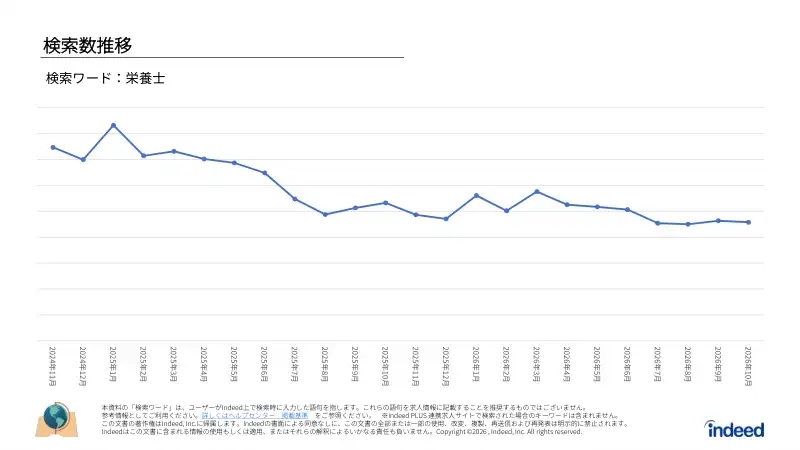 検索数推移
検索ワード：栄養士
2024年11月
2024年12月
2025年1月
2025年2月
2025年3月
2025年4月
2025年5月
2025年6月
2025年7月
2025年8月
2025年9月
2025年10月
2025年11月
2025年12月
2026年1月
2026年2月
2026年3月
2026年4月
2026年5月
2026年6月
2026年7月
2026年8月
2026年9月
2026年10月
本資料の「検索ワード」は、ユーザーがIndeed上で検索時に入力した語句を指します。これらの語句を求人情報に記載することを推奨するものではございません。
参考情報としてご利用ください。詳しくはヘルプセンター　掲載基準　をご参照ください。　※Indeed PLUS 連携求人サイトで検索された場合のキーワードは含まれません。
この文書の著作権はIndeed, Inc.に帰属します。Indeedの書面による同意なしに、この文書の全部または一部の使用、改変、複製、再送信および再発表は明示的に禁止されます。
Indeedはこの文書に含まれる情報の使用もしくは適用、またはそれらの解釈によるいかなる責任も負いません。Copyright ©2026 , Indeed, Inc. All rights reserved.
indeed